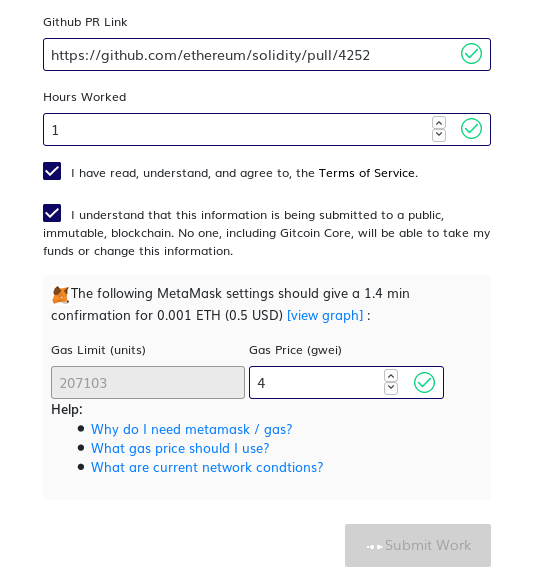 Github PR Link
https://github.com/ethereum/solidity/pull/4252
Hours Worked
1
I have read, understand, and agree to, the Terms of Service.
I understand that this information is being submitted to a public,
immutable, blockchain. No one, including Gitcoin Core, will be able to take my
funds or change this information.
The following MetaMask settings should give a 1.4 min
confirmation for 0.001 ETH (0.5 USD) [view graph] :
Gas Limit (units) Gas Price (gwei)
207103 4
Help:
• Why do I need metamask / gas?
• What gas price should I use?
• What are current network condtions?
Submit Work